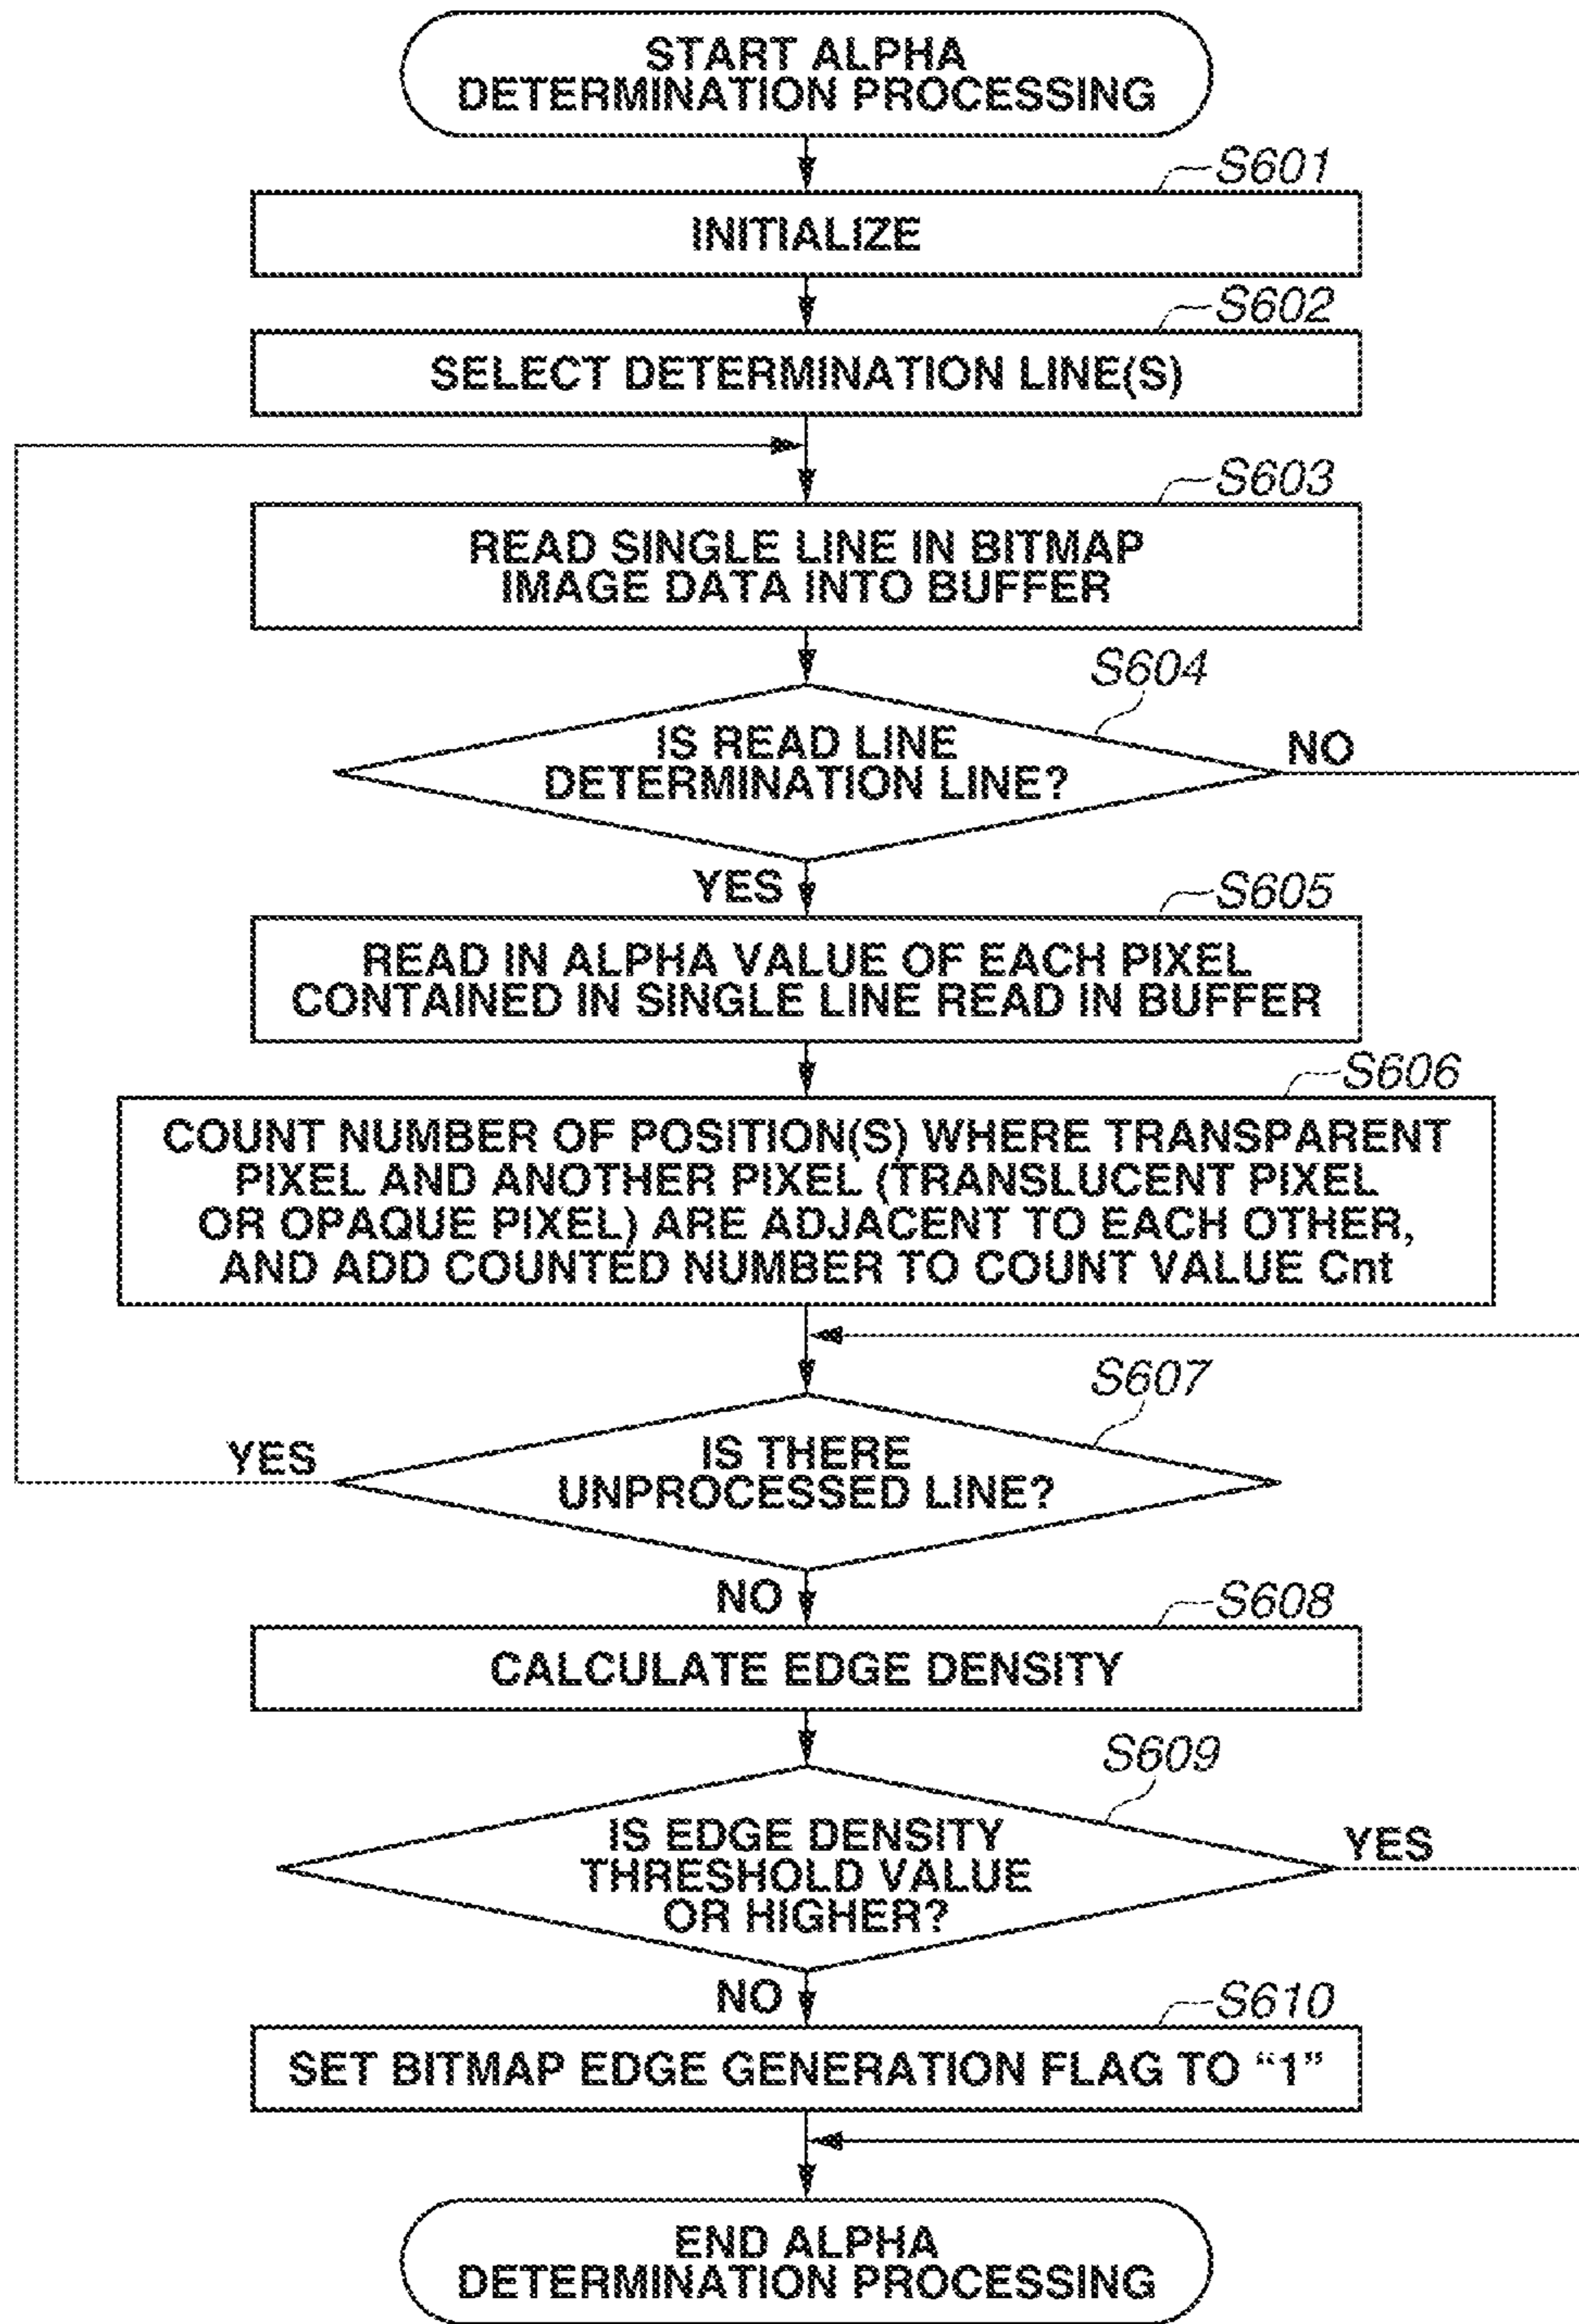 START ALPHA
DETERMINATION PROCESSING
S601
INITIALIZE
S602
SELECT DETERMINATION LINE(S)
S603
READ SINGLE LINE IN BITMAP
IMAGE DATA INTO BUFFER
S604
IS READ LINE
DETERMINATION LINE?
NO
YES
S605
READ IN ALPHA VALUE OF EACH PIXEL
CONTAINED IN SINGLE LINE READ IN BUFFER
S606
COUNT NUMBER OF POSITION(S) WHERE TRANSPARENT
PIXEL AND ANOTHER PIXEL (TRANSLUCENT PIXEL
OR OPAQUE PIXEL) ARE ADJACENT TO EACH OTHER,
AND ADD COUNTED NUMBER TO COUNT VALUE Cnt
S607
YES
IS THERE
UNPROCESSED LINE?
NO
S608
CALCULATE EDGE DENSITY
S609
IS EDGE DENSITY
THRESHOLD VALUE
OR HIGHER?
YES
NO
S610
SET BITMAP EDGE GENERATION FLAG TO “1”
END ALPHA
DETERMINATION PROCESSING